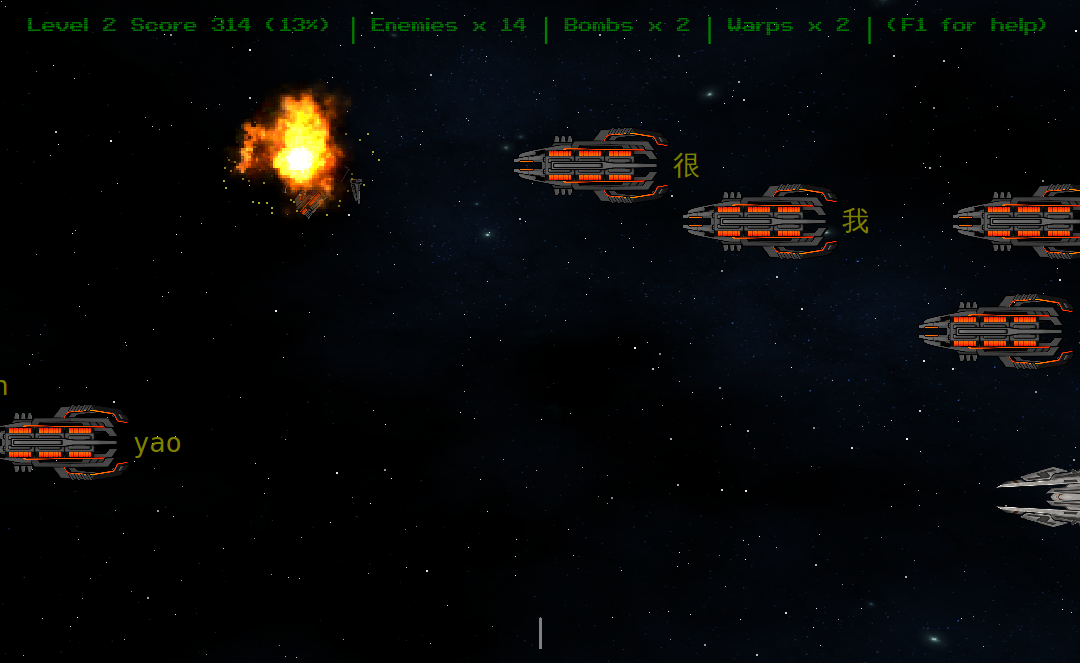 Level 2 Score 314 (13%) | Enemies x 14 | Bombs x 2 | Warps x 2 | (F1 for help)
很
我
yao